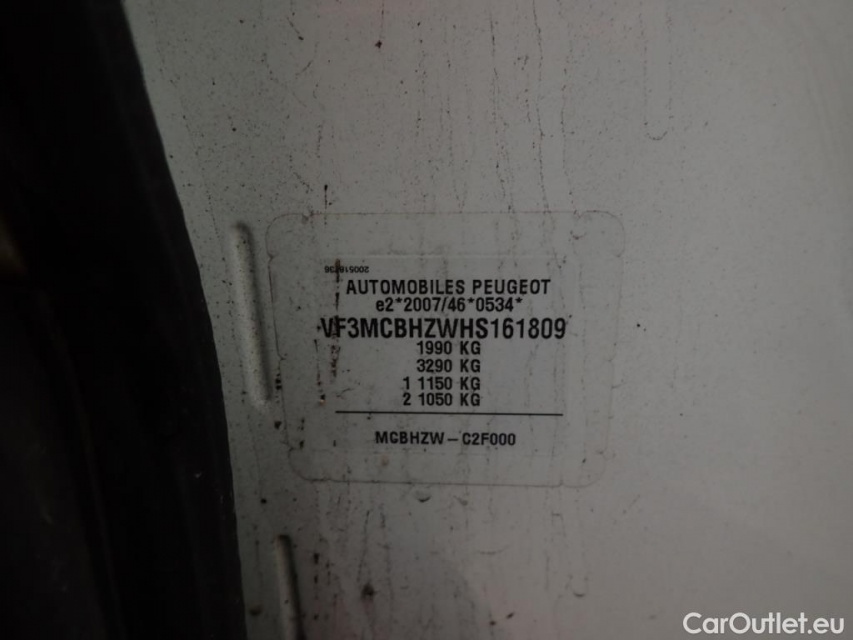 AUTOMOBILES PEUGEOT
e2*2007/46*0534*
VF3MCBHZWHS161809
1990 KG
3290 KG
1 1150 KG
2 1050 KG
MCBHZW-C2F000
CarOutlet.eu